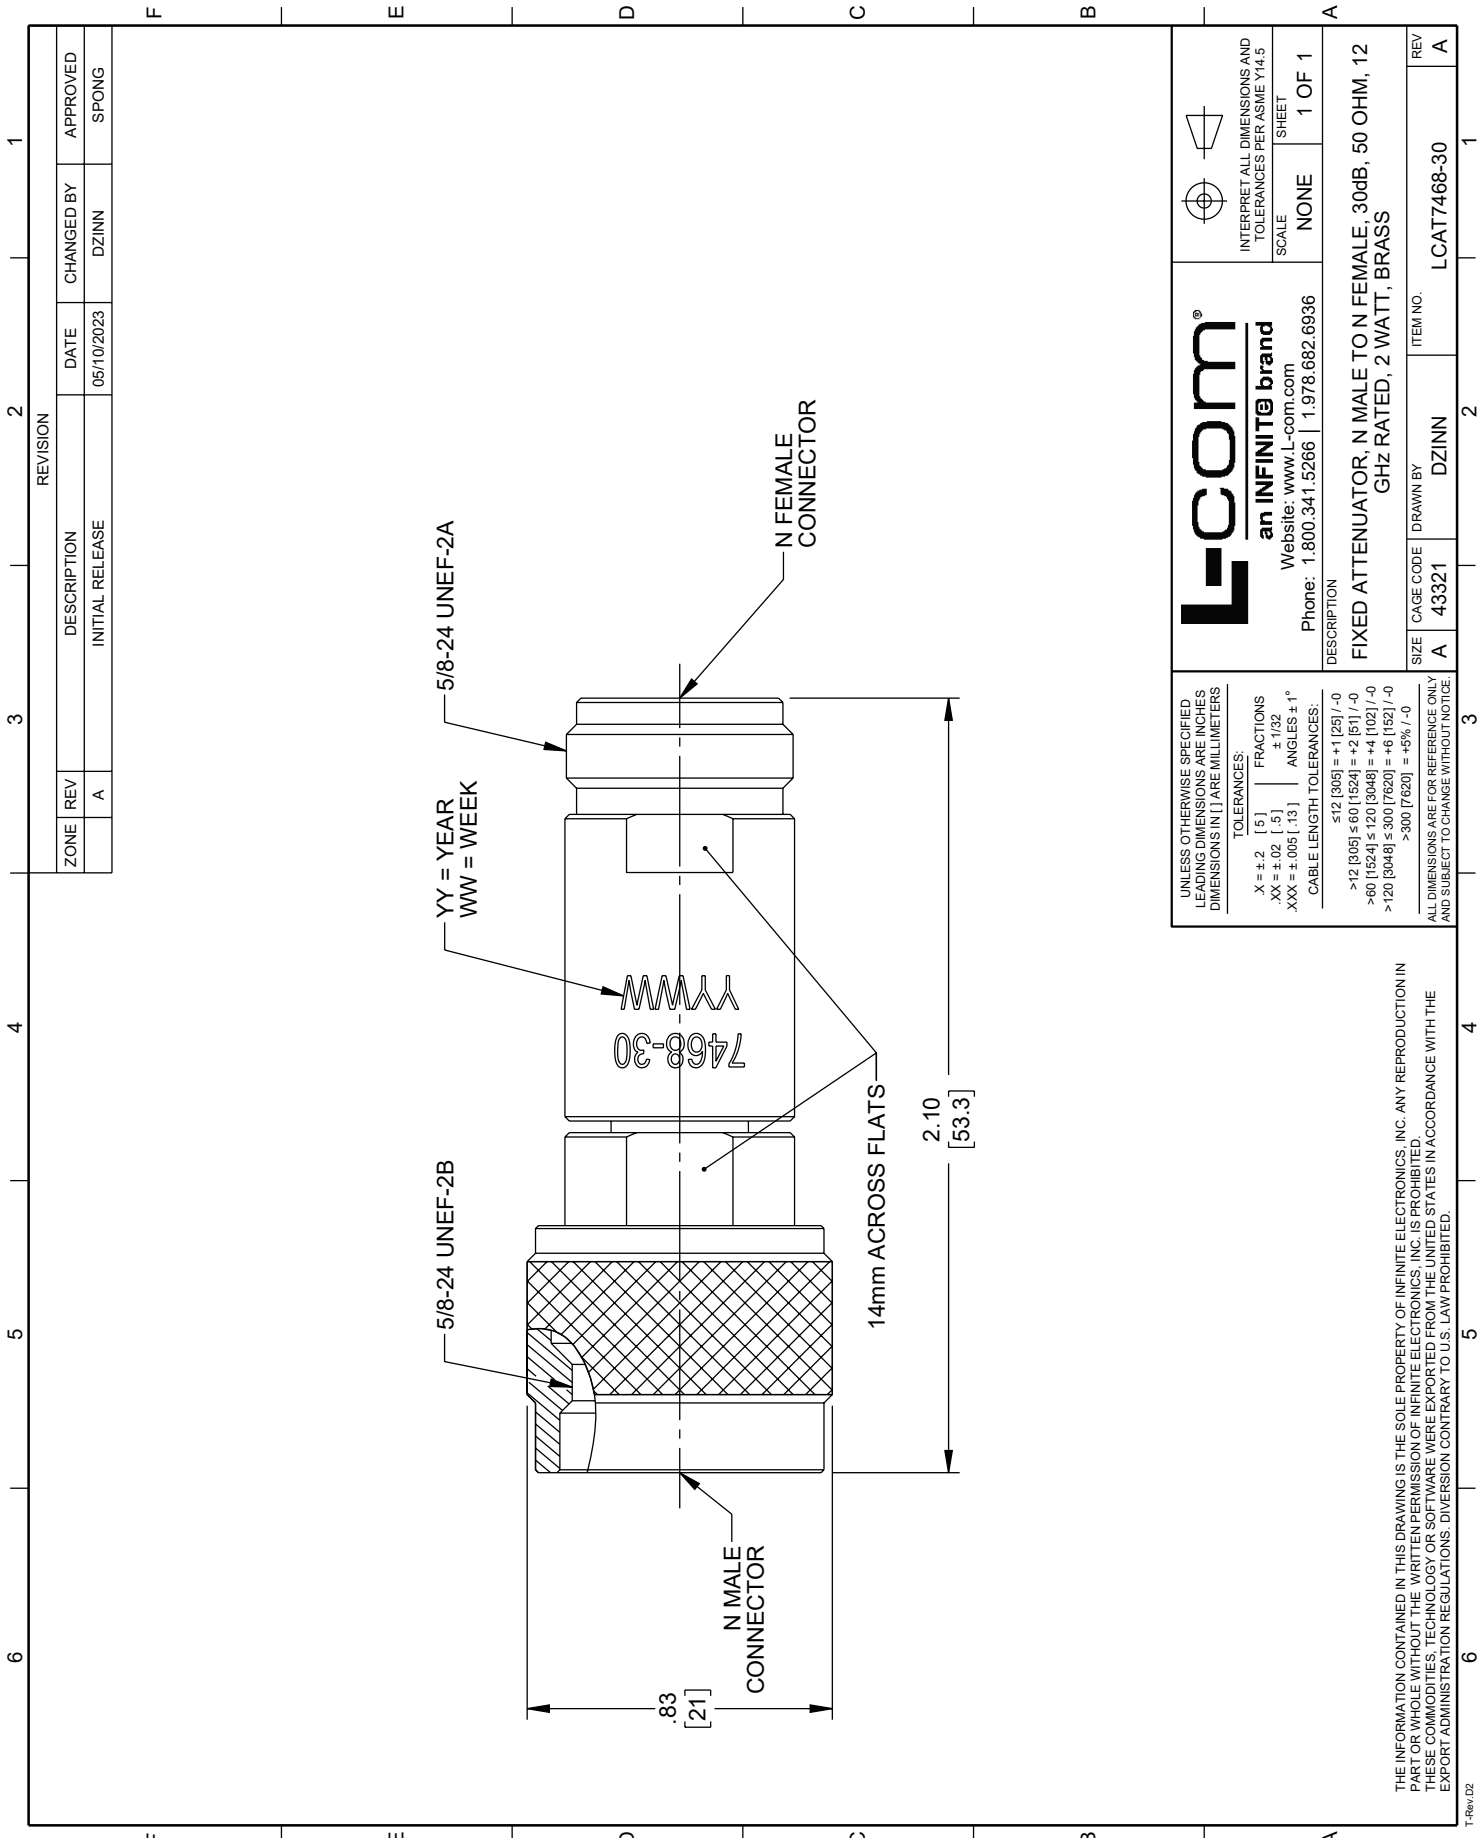 6
5
4
3
2
1
REVISION
ZONE
REV
DESCRIPTION
DATE
CHANGED BY
APPROVED
A
INITIAL RELEASE
05/10/2023
DZINN
SPONG
F
E
D
C
B
A
5/8-24 UNEF-2B
YY = YEAR
WW = WEEK
5/8-24 UNEF-2A
.83
[21]
N MALE
CONNECTOR
7468-30
YYWW
N FEMALE
CONNECTOR
14mm ACROSS FLATS
2.10
[53.3]
THE INFORMATION CONTAINED IN THIS DRAWING IS THE SOLE PROPERTY OF INFINITE ELECTRONICS, INC. ANY REPRODUCTION IN
PART OR WHOLE WITHOUT THE WRITTEN PERMISSION OF INFINITE ELECTRONICS, INC. IS PROHIBITED.
THESE COMMODITIES, TECHNOLOGY OR SOFTWARE WERE EXPORTED FROM THE UNITED STATES IN ACCORDANCE WITH THE
EXPORT ADMINISTRATION REGULATIONS. DIVERSION CONTRARY TO U.S. LAW PROHIBITED.
UNLESS OTHERWISE SPECIFIED
LEADING DIMENSIONS ARE INCHES
DIMENSIONS IN [ ] ARE MILLIMETERS
TOLERANCES:
.X = ±.2 [5] FRACTIONS
.XX = ±.02 [.5] ± 1/32
.XXX = ±.005 [.13] ANGLES ± 1°
CABLE LENGTH TOLERANCES:
≤12 [305] = +1 [25] / -0
>12 [305] ≤ 60 [1524] = +2 [51] / -0
>60 [1524] ≤ 120 [3048] = +4 [102] / -0
>120 [3048] ≤ 300 [7620] = +6 [152] / -0
>300 [7620] = +5% / -0
ALL DIMENSIONS ARE FOR REFERENCE ONLY
AND SUBJECT TO CHANGE WITHOUT NOTICE.
L-com®
an INFINITE brand
Website: www.L-com.com
Phone: 1.800.341.5266 | 1.978.682.6936
INTERPRET ALL DIMENSIONS AND
TOLERANCES PER ASME Y14.5
SCALE
NONE
SHEET
1 OF 1
DESCRIPTION
FIXED ATTENUATOR, N MALE TO N FEMALE, 30dB, 50 OHM, 12
GHz RATED, 2 WATT, BRASS
SIZE
A
CAGE CODE
43321
DRAWN BY
DZINN
ITEM NO.
LCAT7468-30
REV
A
6
5
4
3
2
1
T-Rev.D2